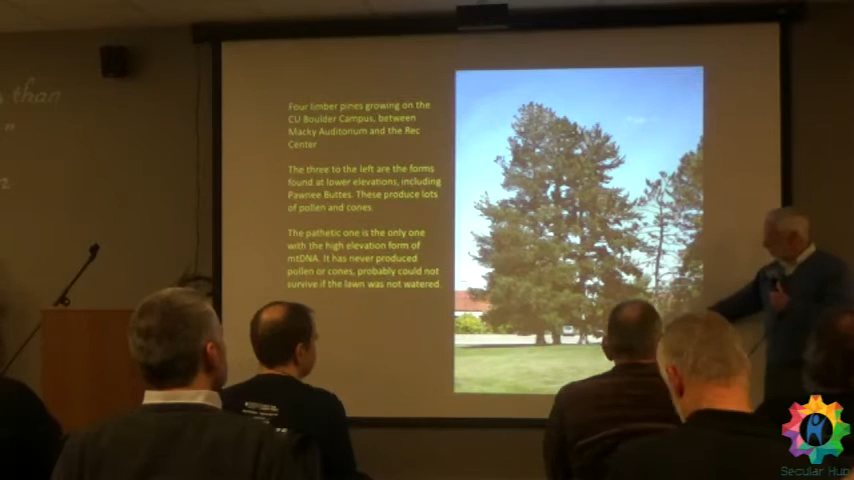 than
"
Four limber pines growing on the
CU Boulder Campus, between
Macky Auditorium and the Rec
Center
The three to the left are the forms
found at lower elevations, including
Pawnee Buttes. These produce lots
of pollen and cones.
The pathetic one is the only one
with the high elevation form of
mtDNA. It has never produced
pollen or cones, probably could not
survive if the lawn was not watered.
Secular Hub